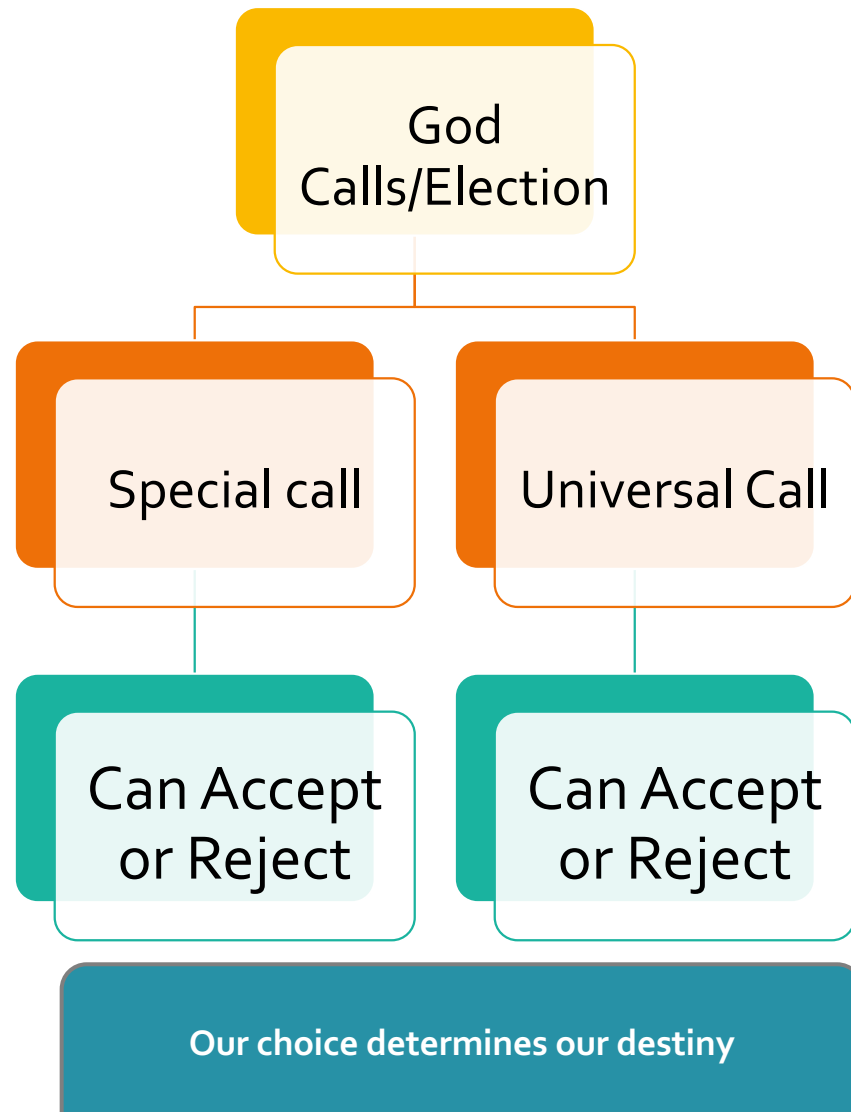 God
Calls/Election
Special call
Universal Call
Can Accept
or Reject
Can Accept
or Reject
Our choice determines our destiny